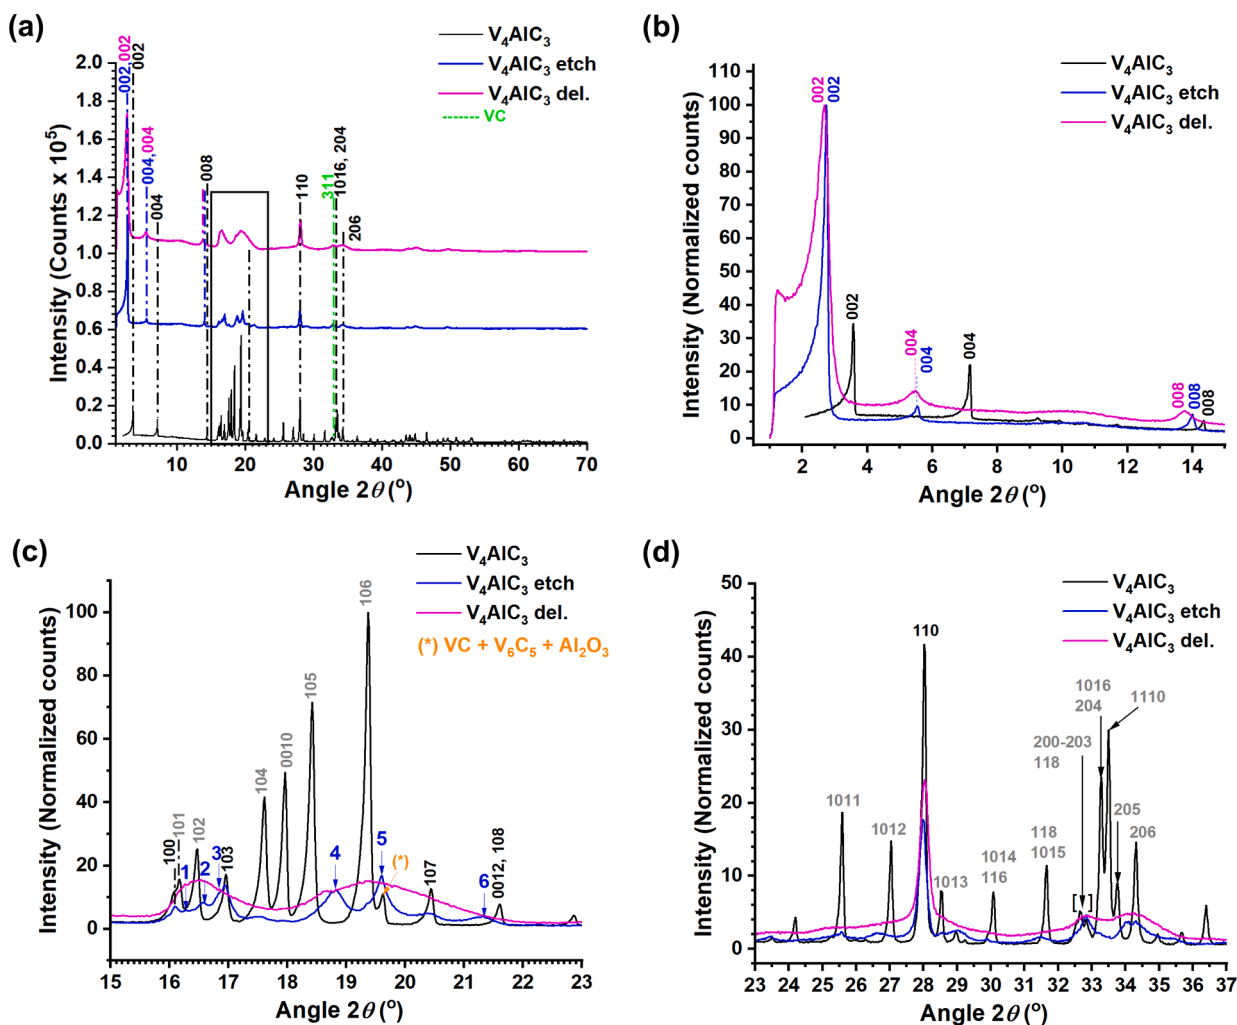 (a)
V₄AlC₃
V₄AlC₃ etch
V₄AlC₃ del.
VC
002,002
002
004,004
004
008
110
311
1016, 204
206
2.0
1.8
1.6
1.4
1.2
1.0
0.8
0.6
0.4
0.2
0.0
10 20 30 40 50 60 70
Intensity (Counts x 10⁵)
Angle 2θ (°)
(b)
V₄AlC₃
V₄AlC₃ etch
V₄AlC₃ del.
002
002
002
004
004
004
008
008
008
110
100
90
80
70
60
50
40
30
20
10
0
2 4 6 8 10 12 14
Intensity (Normalized counts)
Angle 2θ (°)
(c)
V₄AlC₃
V₄AlC₃ etch
V₄AlC₃ del.
(*) VC + V₆C₅ + Al₂O₃
100
101
102
103
104
0010
105
106
107
0012, 108
1
2
3
4
5
6
(*)
100
80
60
40
20
0
15 16 17 18 19 20 21 22 23
Intensity (Normalized counts)
Angle 2θ (°)
(d)
V₄AlC₃
V₄AlC₃ etch
V₄AlC₃ del.
1011
1012
110
1013
1014
116
118
1015
200-203
118
[ ]
1016
204
1110
205
206
50
40
30
20
10
0
23 24 25 26 27 28 29 30 31 32 33 34 35 36 37
Intensity (Normalized counts)
Angle 2θ (°)